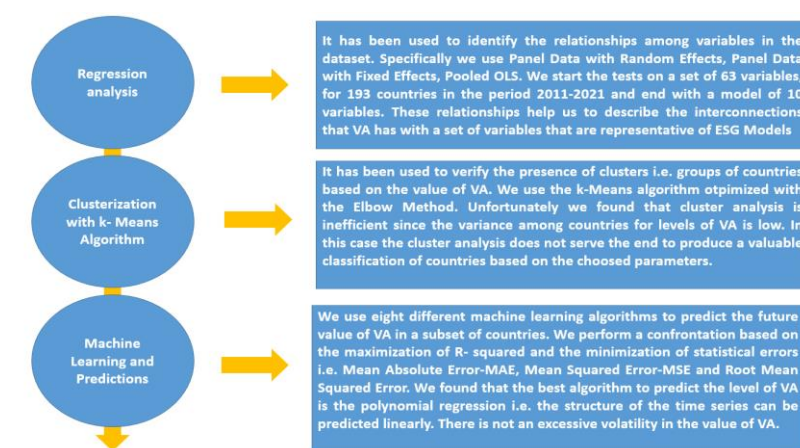 Regression
analysis
It has been used to identify the relationships among variables in the
dataset. Specifically we use Panel Data with Random Effects, Panel Data
with Fixed Effects, Pooled OLS. We start the tests on a set of 63 variables
for 193 countries in the period 2011-2021 and end with a model of 10
variables. These relationships help us to describe the interconnections
that VA has with a set of variables that are representative of ESG Models
Clusterization
with k- Means
Algorithm
It has been used to verify the presence of clusters i.e. groups of countries
based on the value of VA. We use the k-Means algorithm otpimized with
the Elbow Method. Unfortunately we found that cluster analysis is
inefficient since the variance among countries for levels of VA is low. In
this case the cluster analysis does not serve the end to produce a valuable
classification of countries based on the choosed parameters.
Machine
Learning and
Predictions
We use eight different machine learning algorithms to predict the future
value of VA in a subset of countries. We perform a confrontation based on
the maximization of R- squared and the minimization of statistical errors
i.e. Mean Absolute Error-MAE, Mean Squared Error-MSE and Root Mean
Squared Error. We found that the best algorithm to predict the level of VA
is the polynomial regression i.e. the structure of the time series can be
predicted linearly. There is not an excessive volatility in the value of VA.